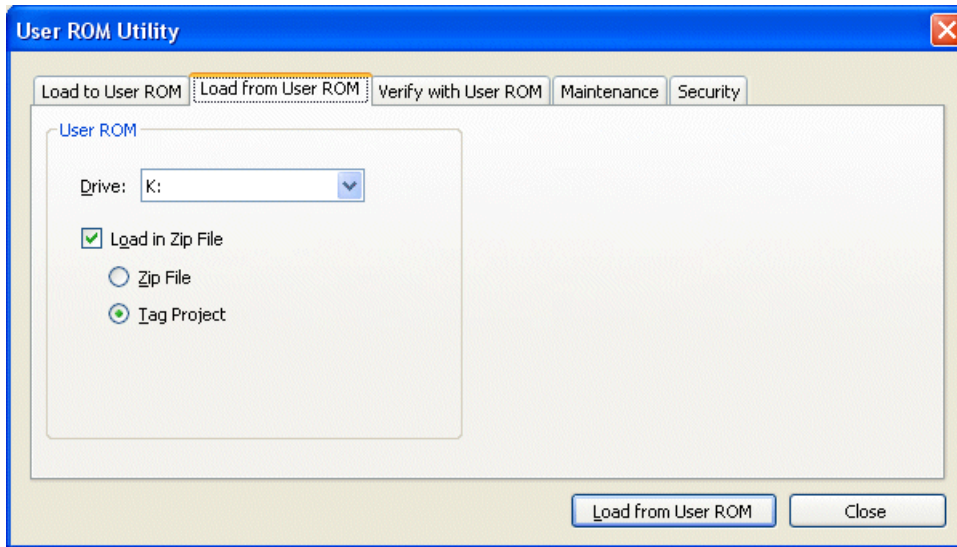 User ROM Utility
Load to User ROM Load from User ROM Verify with User ROM Maintenance Security
User ROM
Drive: K:
Load in Zip File
Zip File
Tag Project
Load from User ROM Close